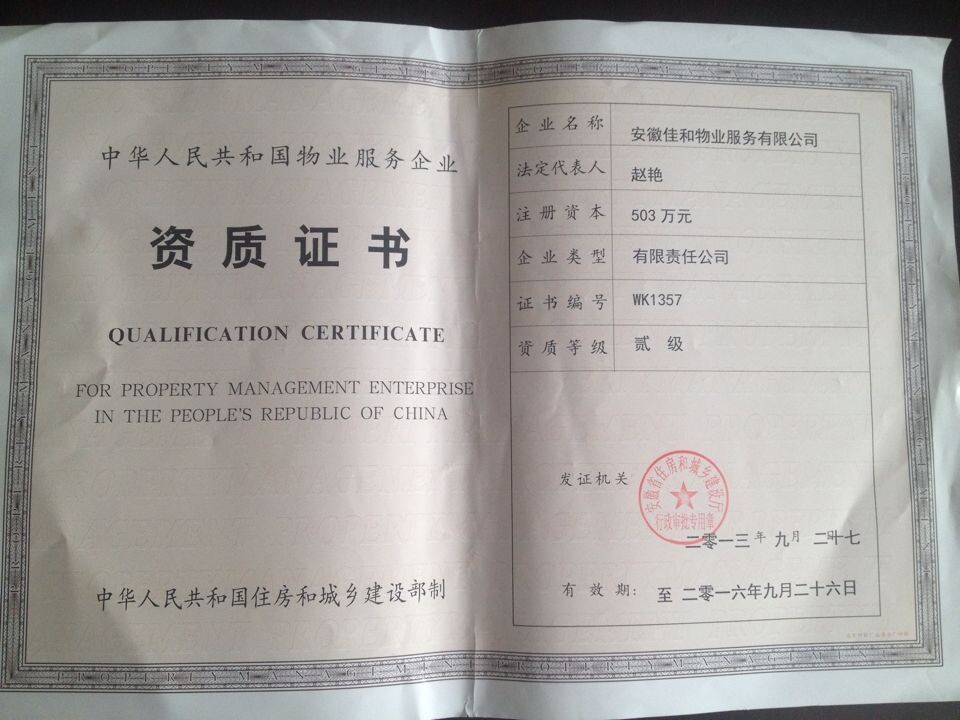 PROPERTY MANAGEMENT
中华人民共和国物业服务企业
资质证书
QUALIFICATION CERTIFICATE
FOR PROPERTY MANAGEMENT ENTERPRISE
IN THE PEOPLE'S REPUBLIC OF CHINA
中华人民共和国住房和城乡建设部制
企业名称 安徽佳和物业服务有限公司
法定代表人 赵艳
注册资本 503万元
企业类型 有限责任公司
证书编号 WK1357
资质等级 贰 级
发证机关
安徽省住房和城乡建设厅
行政审批专用章
二零一三年 九月 二十七日
有效期: 至 二零一六年九月二十六日
PROPERTY MANAGEMENT